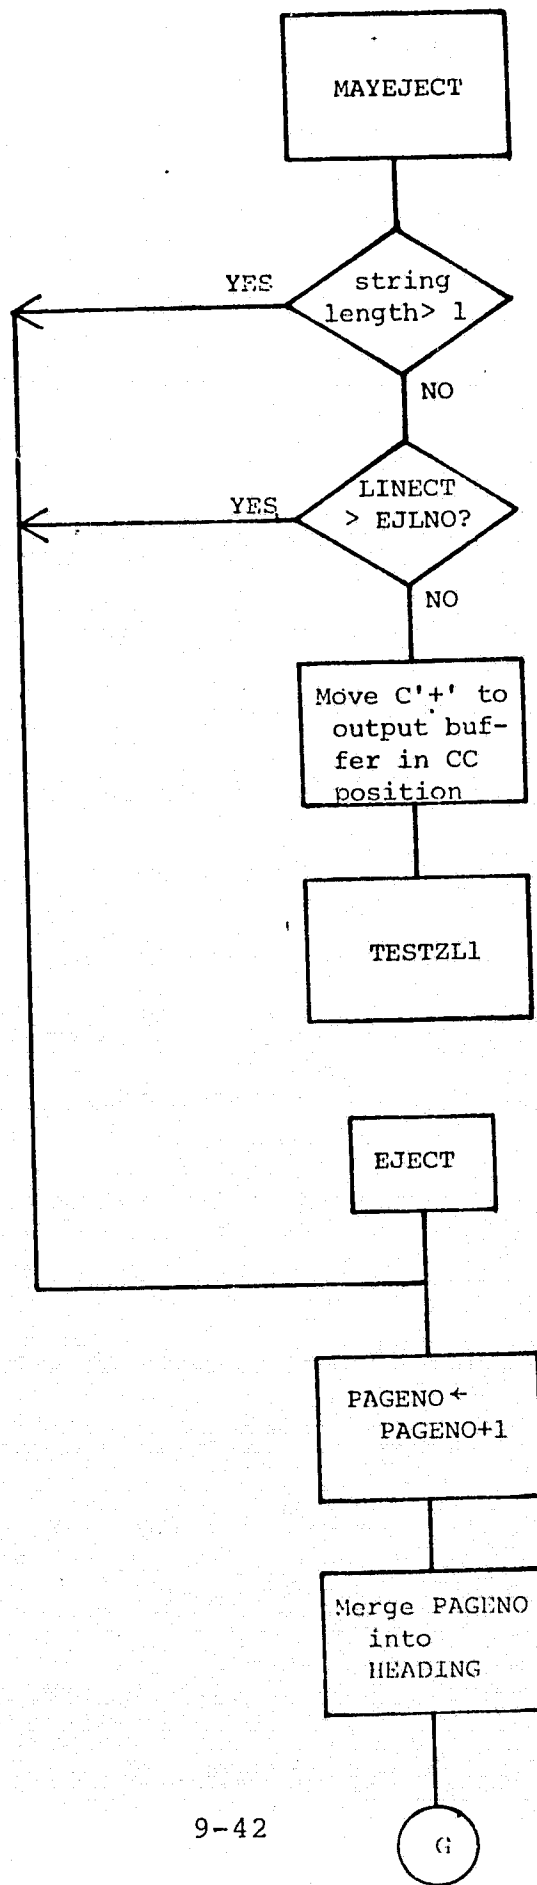 MAYEJECT
YES
string
length> 1
NO
YES
LINECT
> EJLNO?
NO
Move C'+' to
output buf-
fer in CC
position
TESTZL1
EJECT
PAGENO ←
PAGENO+1
Merge PAGENO
into
HEADING
9-42
G